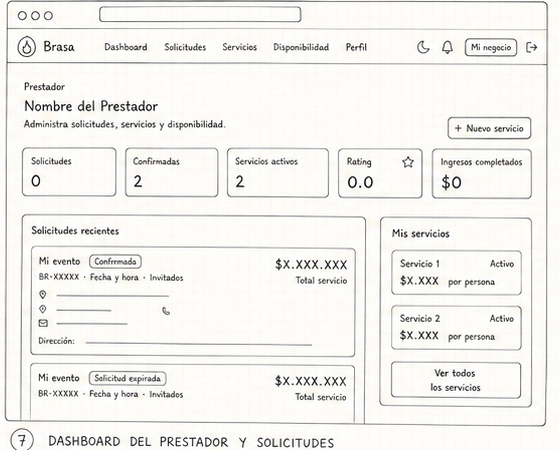 Brasa Dashboard Solicitudes Servicios Disponibilidad Perfil Mi negocio
Prestador
Nombre del Prestador
Administra solicitudes, servicios y disponibilidad.
+ Nuevo servicio
Solicitudes
0
Confirmadas
2
Servicios activos
2
Rating
0.0
Ingresos completados
$0
Solicitudes recientes
Mi evento Confrrmada $X.XXX.XXX
BR-XXXXX · Fecha y hora · Invitados Total servicio
Dirección:
Mi evento Solicitud expirada $X.XXX.XXX
BR-XXXXX · Fecha y hora · Invitados Total servicio
Mis servicios
Servicio 1 Activo
$X.XXX por persona
Servicio 2 Activo
$X.XXX por persona
Ver todos
los servicios
7 DASHBOARD DEL PRESTADOR Y SOLICITUDES